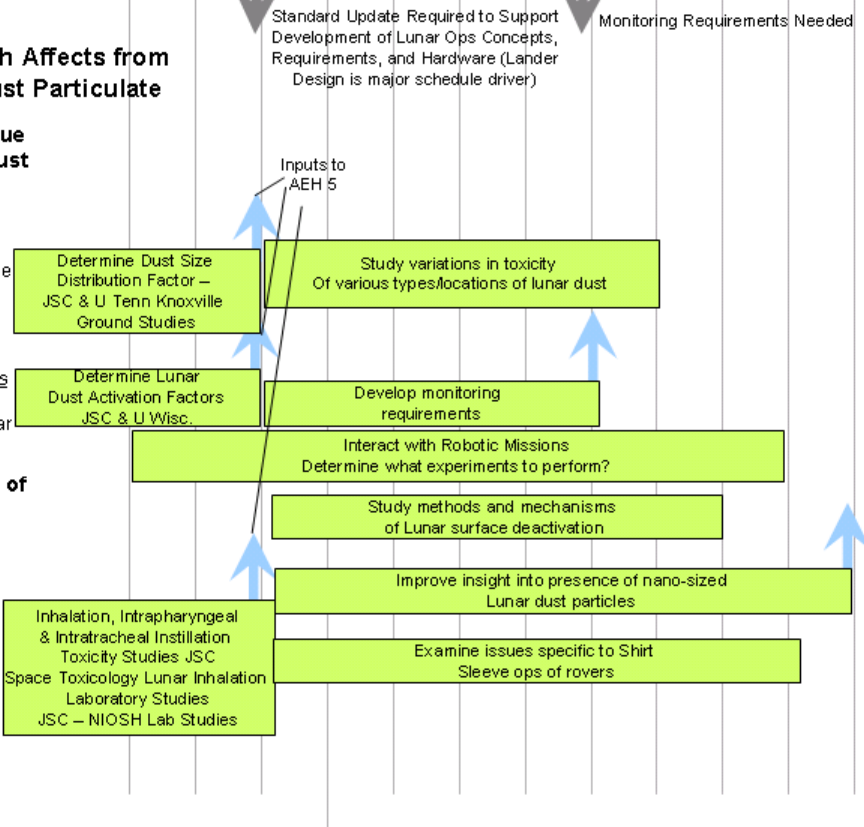 Standard Update Required to Support
Development of Lunar Ops Concepts,
Requirements, and Hardware (Lander
Design is major schedule driver)
Monitoring Requirements Needed
h Affects from
ust Particulate
ue
ust
Inputs to
AEH 5
e
Determine Dust Size
Distribution Factor –
JSC & U Tenn Knoxville
Ground Studies
Study variations in toxicity
Of various types/locations of lunar dust
s
ar
Determine Lunar
Dust Activation Factors
JSC & U Wisc.
Develop monitoring
requirements
Interact with Robotic Missions
Determine what experiments to perform?
of
Study methods and mechanisms
of Lunar surface deactivation
Improve insight into presence of nano-sized
Lunar dust particles
Inhalation, Intrapharyngeal
& Intratracheal Instillation
Toxicity Studies JSC
Space Toxicology Lunar Inhalation
Laboratory Studies
JSC – NIOSH Lab Studies
Examine issues specific to Shirt
Sleeve ops of rovers